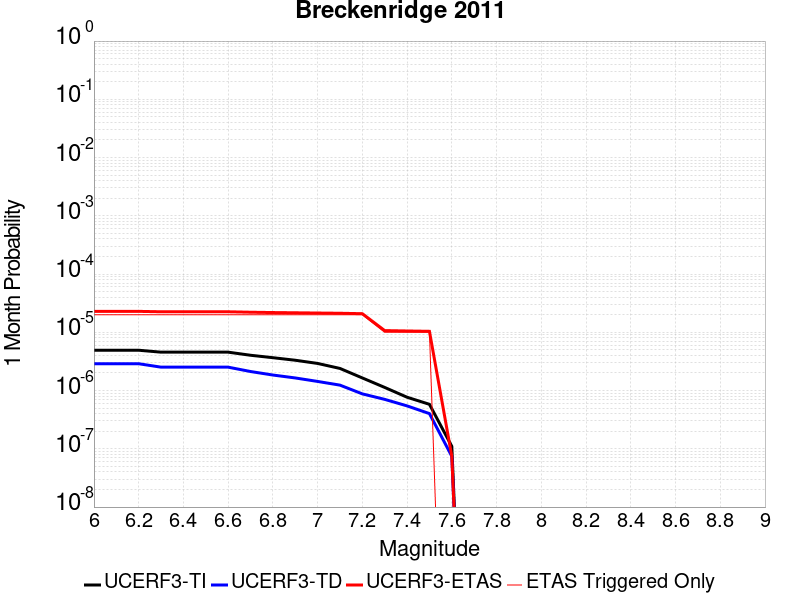 Breckenridge 2011
1 Month Probability
10^0
10^-1
10^-2
10^-3
10^-4
10^-5
10^-6
10^-7
10^-8
6 6.2 6.4 6.6 6.8 7 7.2 7.4 7.6 7.8 8 8.2 8.4 8.6 8.8 9
Magnitude
UCERF3-TI UCERF3-TD UCERF3-ETAS ETAS Triggered Only